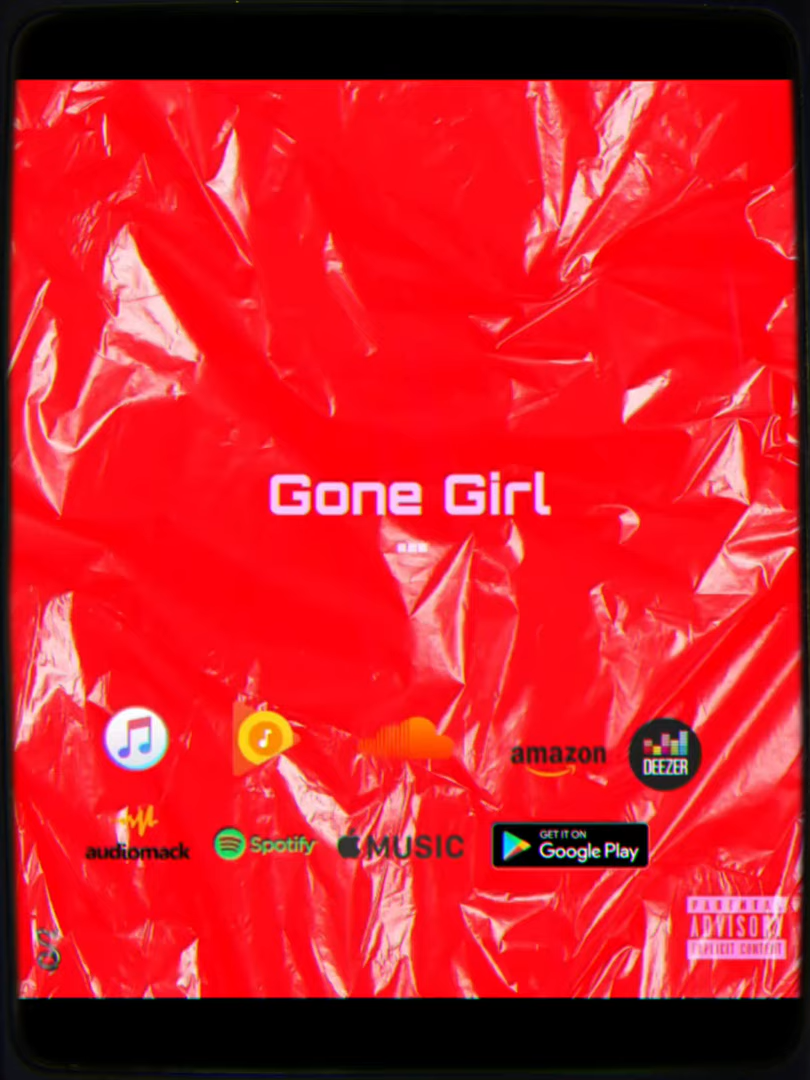 Gone Girl
...
amazon
DEEZER
audiomack
Spotify
MUSIC
GET IT ON
Google Play
PARENTAL
ADVISORY
EXPLICIT CONTENT